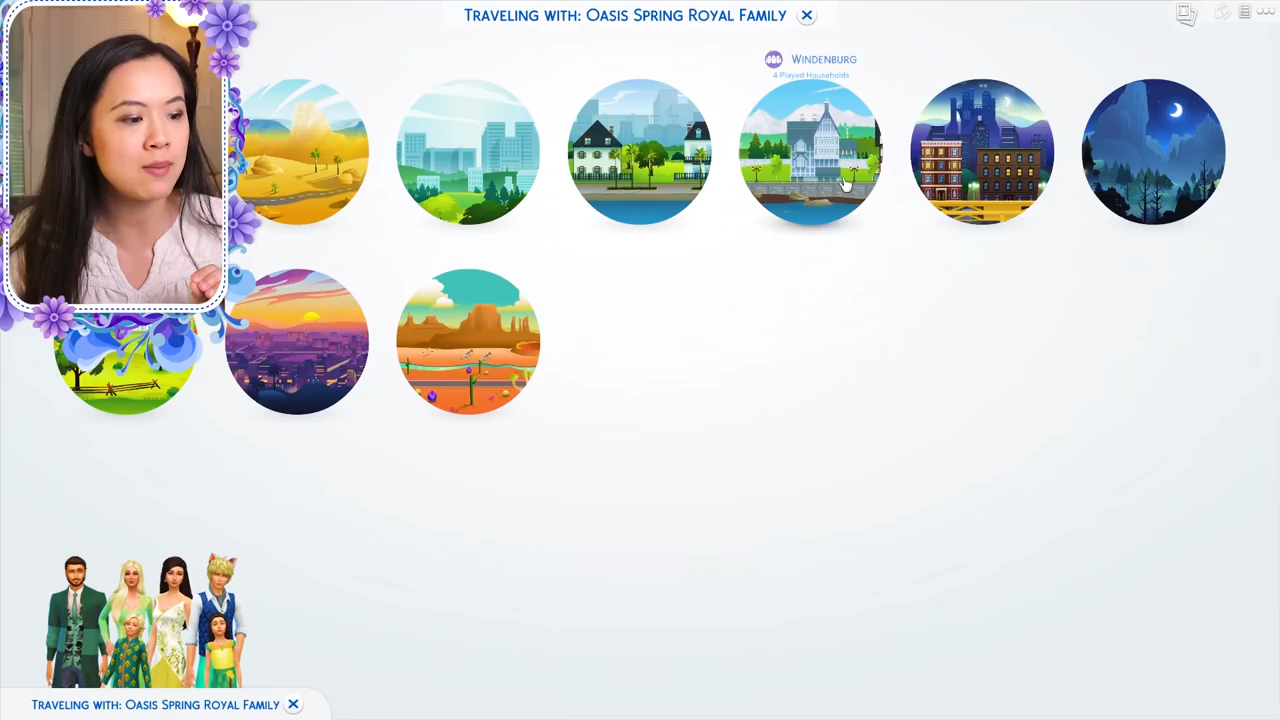 Traveling with: Oasis Spring Royal Family
Windenburg
4 Played Households
Traveling with: Oasis Spring Royal Family